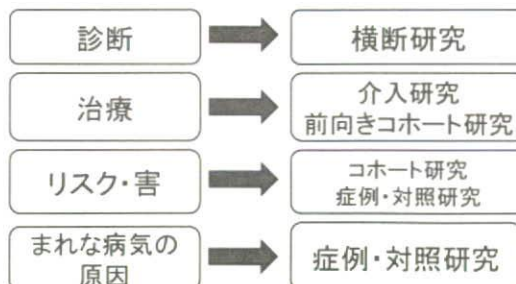 診断
横断研究
治療
介入研究
前向きコホート研究
リスク・害
コホート研究
症例・対照研究
まれな病気の
原因
症例・対照研究